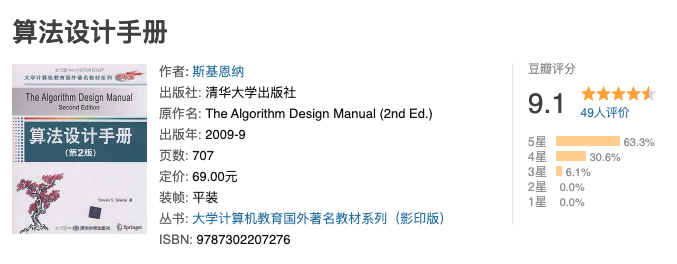 算法设计手册
大学计算机教育国外著名教材系列
The Algorithm Design Manual
Second Edition
算法设计手册
(第2版)
Steven S. Skiena 著
清华大学出版社
Springer
作者: 斯基恩纳
出版社: 清华大学出版社
原作名: The Algorithm Design Manual (2nd Ed.)
出版年: 2009-9
页数: 707
定价: 69.00元
装帧: 平装
丛书: 大学计算机教育国外著名教材系列（影印版）
ISBN: 9787302207276
豆瓣评分
9.1
49人评价
5星 63.3%
4星 30.6%
3星 6.1%
2星 0.0%
1星 0.0%